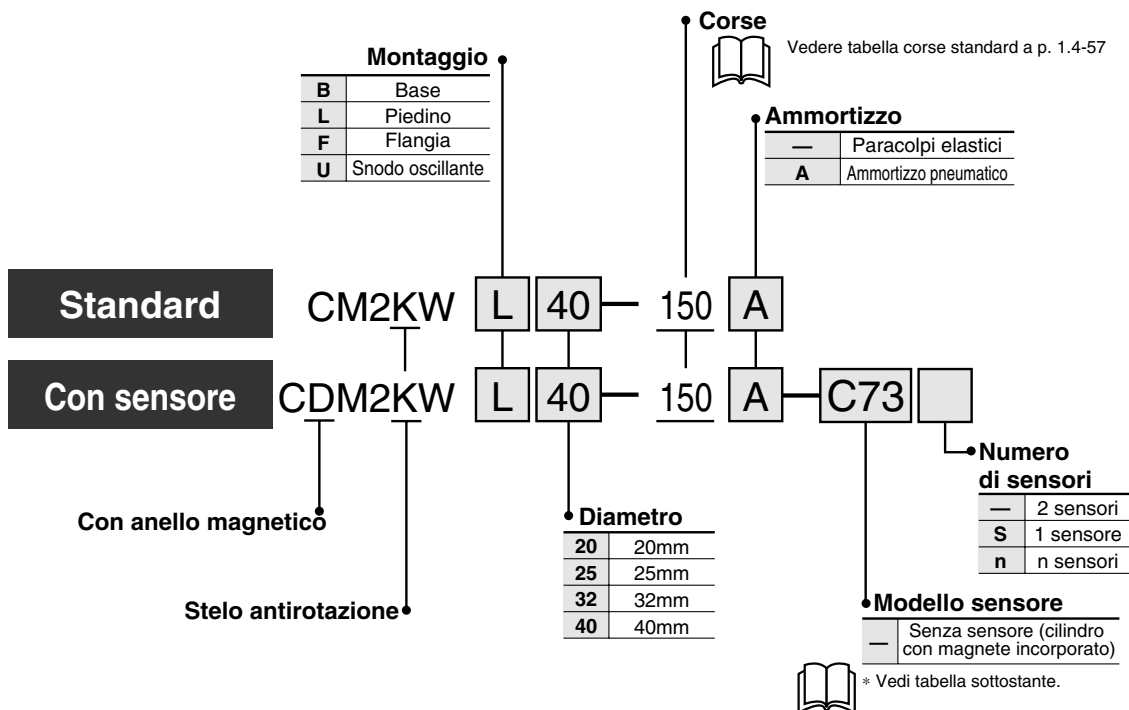 Corse
Vedere tabella corse standard a p. 1.4-57
Montaggio
B Base
L Piedino
F Flangia
U Snodo oscillante
Ammortizzo
— Paracolpi elastici
A Ammortizzo pneumatico
Standard CM2KW L 40 — 150 A
Con sensore CDM2KW L 40 — 150 A — C73
Numero
di sensori
— 2 sensori
S 1 sensore
n n sensori
Con anello magnetico
Diametro
20 20mm
25 25mm
32 32mm
40 40mm
Stelo antirotazione
Modello sensore
— Senza sensore (cilindro
con magnete incorporato)
* Vedi tabella sottostante.